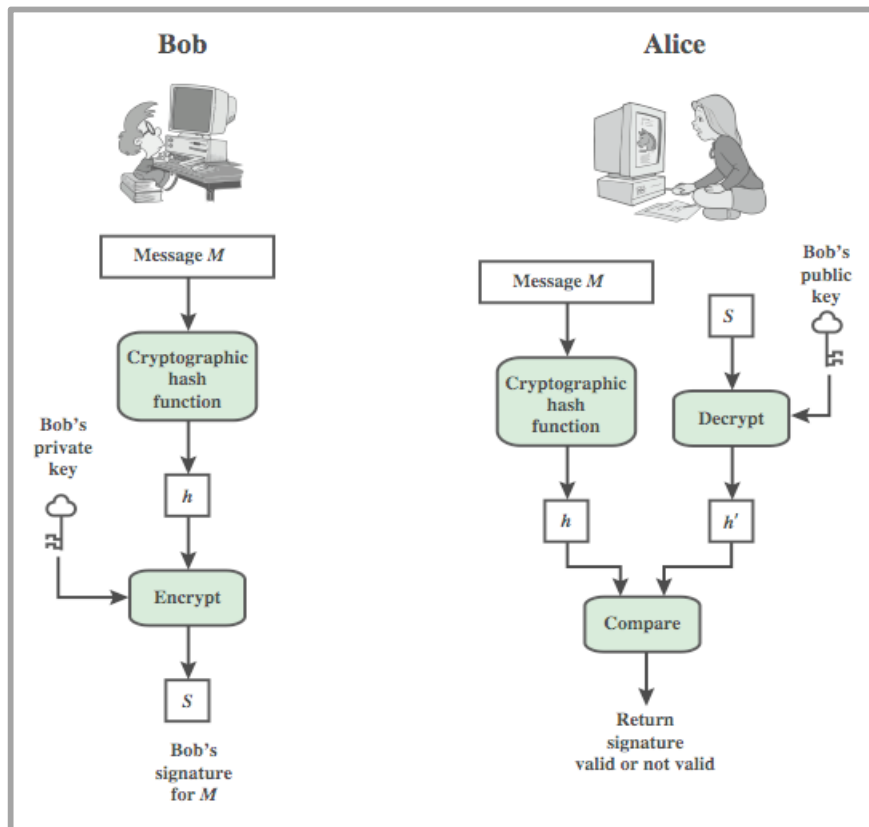 Bob
Message M
Cryptographic
hash
function
Bob's
private
key
h
Encrypt
S
Bob's
signature
for M
Alice
Message M
Bob's
public
key
S
Cryptographic
hash
function
Decrypt
h
h'
Compare
Return
signature
valid or not valid